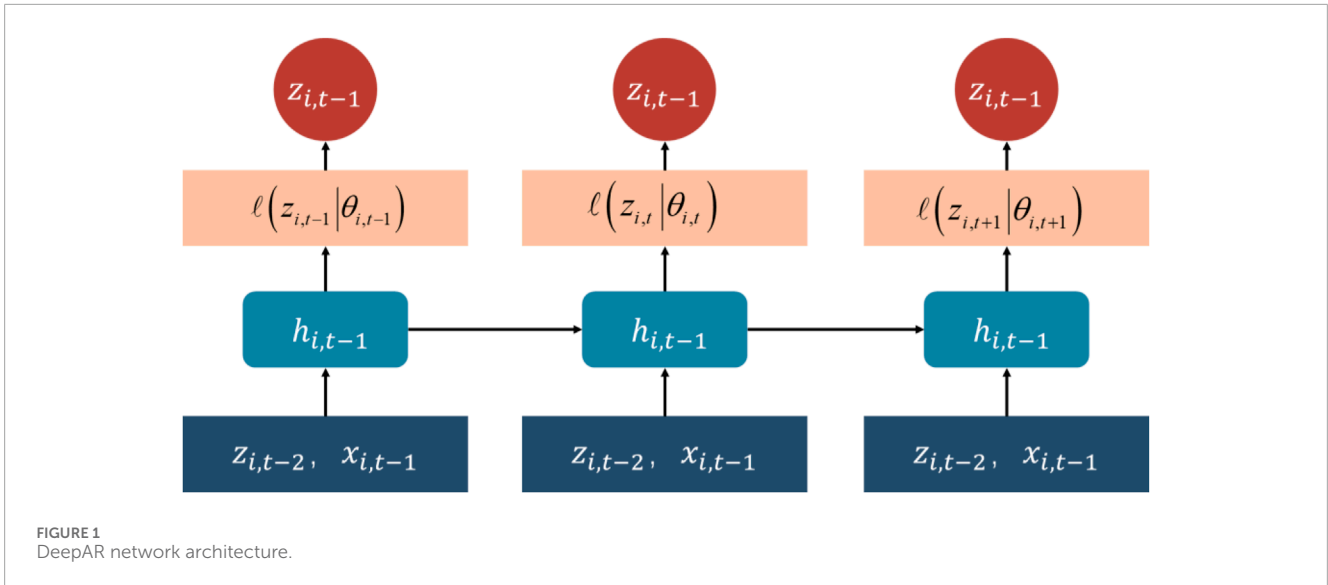 z_{i,t−1} z_{i,t−1} z_{i,t−1}
ℓ(z_{i,t−1}|θ_{i,t−1}) ℓ(z_{i,t}|θ_{i,t}) ℓ(z_{i,t+1}|θ_{i,t+1})
h_{i,t−1} h_{i,t−1} h_{i,t−1}
z_{i,t−2}, x_{i,t−1} z_{i,t−2}, x_{i,t−1} z_{i,t−2}, x_{i,t−1}
FIGURE 1
DeepAR network architecture.